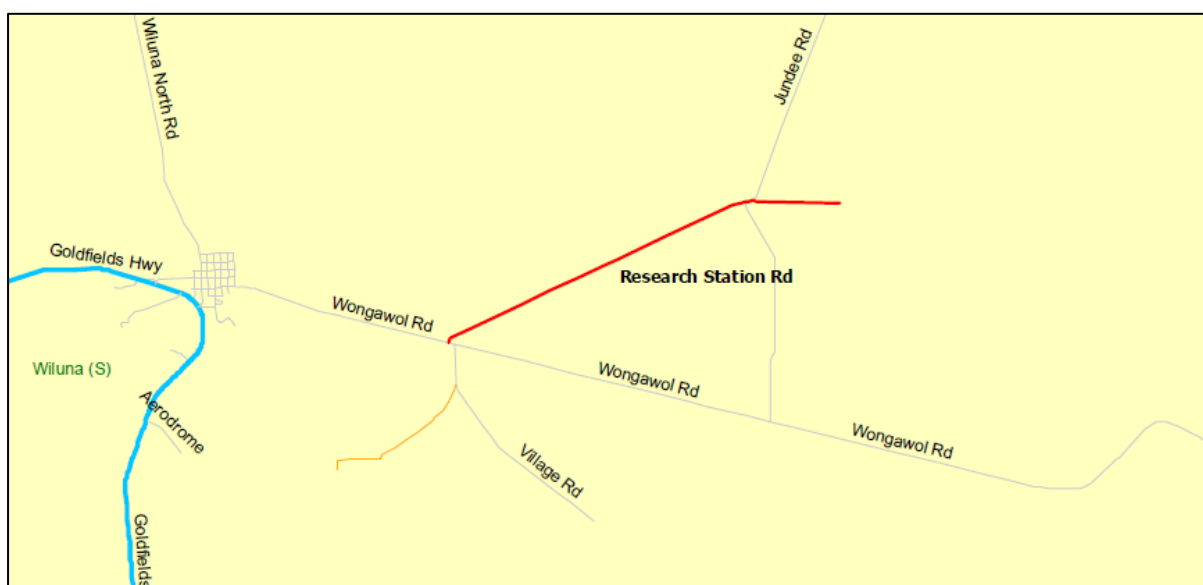 Wiluna North Rd
Jundee Rd
Goldfields Hwy
Research Station Rd
Wongawol Rd
Wiluna (S)
Wongawol Rd
Aerodrome
Wongawol Rd
Village Rd
Goldfields